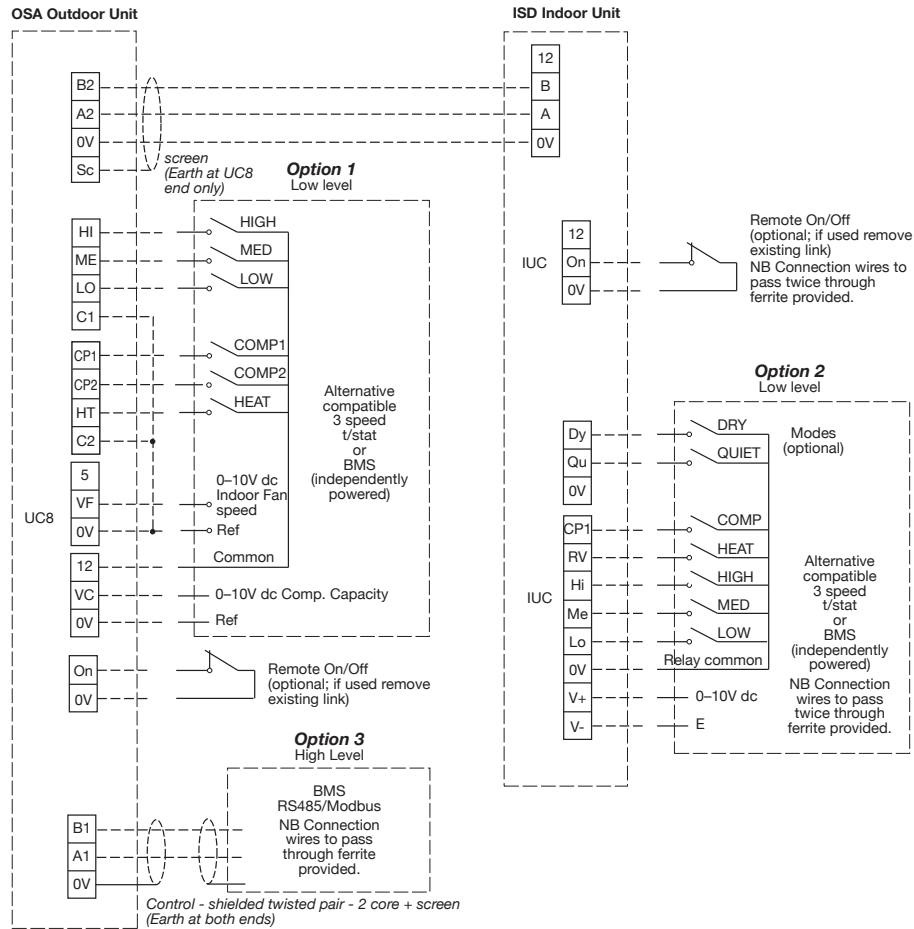 OSA Outdoor Unit
B2
A2
0V
Sc
screen
(Earth at UC8
end only)
Option 1
Low level
HI
ME
LO
C1
HIGH
MED
LOW
CP1
CP2
HT
C2
COMP1
COMP2
HEAT
Alternative
compatible
3 speed
t/stat
or
BMS
(independently
powered)
UC8
5
VF
0V
0–10V dc
Indoor Fan
speed
Ref
12
VC
0V
Common
0–10V dc Comp. Capacity
Ref
On
0V
Remote On/Off
(optional; if used remove
existing link)
Option 3
High Level
BMS
RS485/Modbus
NB Connection
wires to pass
through ferrite
provided.
B1
A1
0V
Control - shielded twisted pair - 2 core + screen
(Earth at both ends)
ISD Indoor Unit
12
B
A
0V
IUC
12
On
0V
Remote On/Off
(optional; if used remove
existing link)
NB Connection wires to
pass twice through
ferrite provided.
Option 2
Low level
Dy
Qu
0V
DRY
QUIET
Modes
(optional)
IUC
CP1
RV
Hi
Me
Lo
0V
V+
V-
COMP
HEAT
HIGH
MED
LOW
Relay common
0–10V dc
E
Alternative
compatible
3 speed
t/stat
or
BMS
(independently
powered)
NB Connection
wires to pass
twice through
ferrite provided.